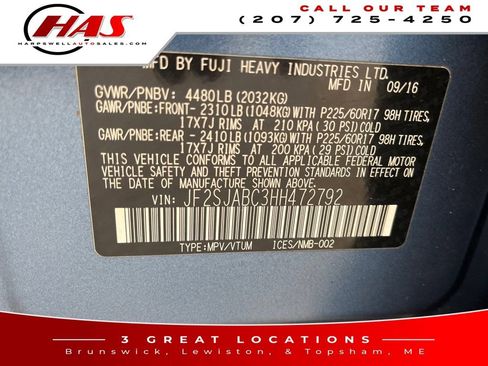 HAS
HARPSWELLAUTOSALES.COM
CALL OUR TEAM
(207) 725-4250
MFD BY FUJI HEAVY INDUSTRIES LTD.
MFD IN 09/16
GVWR/PNBV: 4480LB (2032KG)
GAWR/PNBE:FRONT- 2310LB (1048KG) WITH P225/60R17 98H TIRES,
17X7J RIMS AT 210 KPA (30 PSI) COLD
GAWR/PNBE:REAR - 2410LB (1093KG) WITH P225/60R17 98H TIRES,
17X7J RIMS AT 200 KPA (29 PSI) COLD
THIS VEHICLE CONFORMS TO ALL APPLICABLE FEDERAL MOTOR
VEHICLE SAFETY AND THEFT PREVENTION STANDARDS IN EFFECT
ON THE DATE OF MANUFACTURE SHOWN ABOVE.
VIN: JF2SJABC3HH472792
TYPE:MPV/VTUM ICES/NMB-002
3 GREAT LOCATIONS
Brunswick, Lewiston, & Topsham, ME